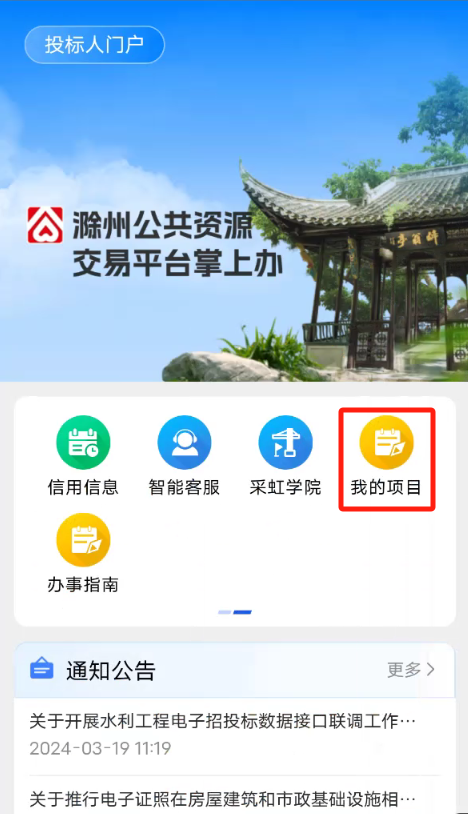 投标人门户
滁州公共资源
交易平台掌上办
信用信息
智能客服
采虹学院
我的项目
办事指南
通知公告
更多
关于开展水利工程电子招投标数据接口联调工作…
2024-03-19 11:19
关于推行电子证照在房屋建筑和市政基础设施相…